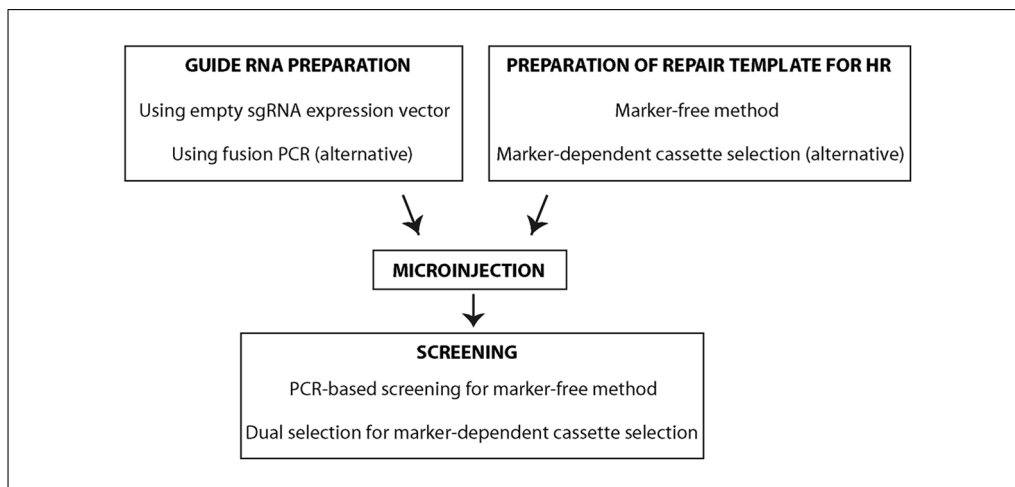 GUIDE RNA PREPARATION
Using empty sgRNA expression vector
Using fusion PCR (alternative)
PREPARATION OF REPAIR TEMPLATE FOR HR
Marker-free method
Marker-dependent cassette selection (alternative)
MICROINJECTION
SCREENING
PCR-based screening for marker-free method
Dual selection for marker-dependent cassette selection